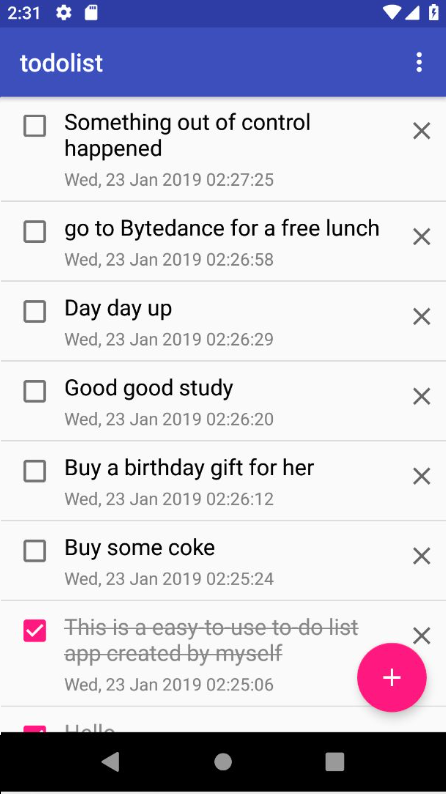 2:31
todolist
Something out of control
happened
Wed, 23 Jan 2019 02:27:25
go to Bytedance for a free lunch
Wed, 23 Jan 2019 02:26:58
Day day up
Wed, 23 Jan 2019 02:26:29
Good good study
Wed, 23 Jan 2019 02:26:20
Buy a birthday gift for her
Wed, 23 Jan 2019 02:26:12
Buy some coke
Wed, 23 Jan 2019 02:25:24
This is a easy-to-use to-do list
app created by myself
Wed, 23 Jan 2019 02:25:06
Hello